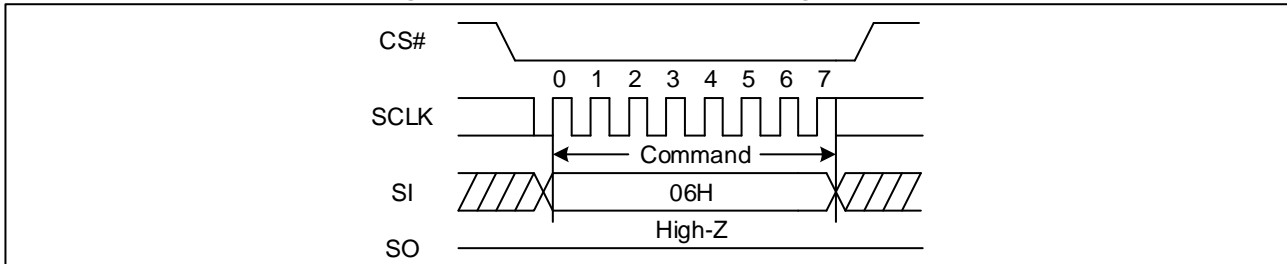 CS#
0 1 2 3 4 5 6 7
SCLK
Command
SI
06H
High-Z
SO